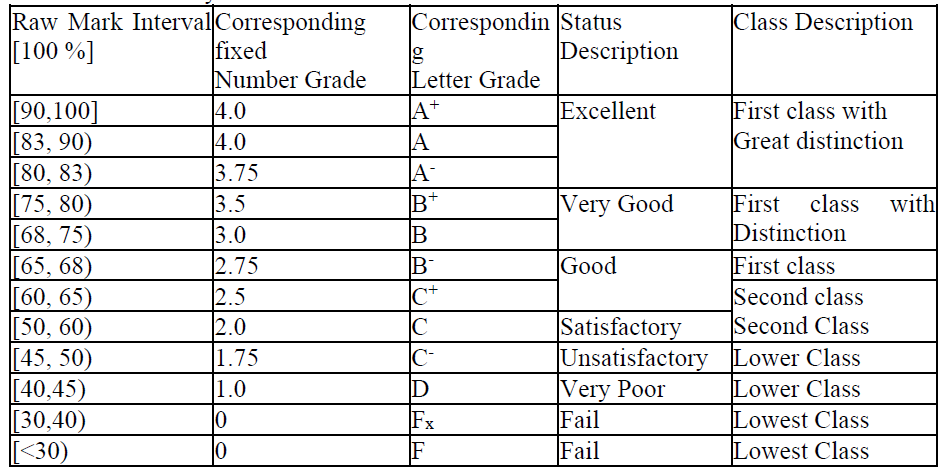 Raw Mark Interval [100 %] Corresponding fixed Number Grade Correspondin g Letter Grade Status Description Class Description
[90,100] 4.0 A+ Excellent First class with
[83, 90) 4.0 A Great distinction
[80, 83) 3.75 A-
[75, 80) 3.5 B+ Very Good First class with
[68, 75) 3.0 B Distinction
[65, 68) 2.75 B- Good First class
[60, 65) 2.5 C+ Second class
[50, 60) 2.0 C Satisfactory Second Class
[45, 50) 1.75 C- Unsatisfactory Lower Class
[40,45) 1.0 D Very Poor Lower Class
[30,40) 0 Fx Fail Lowest Class
[<30) 0 F Fail Lowest Class